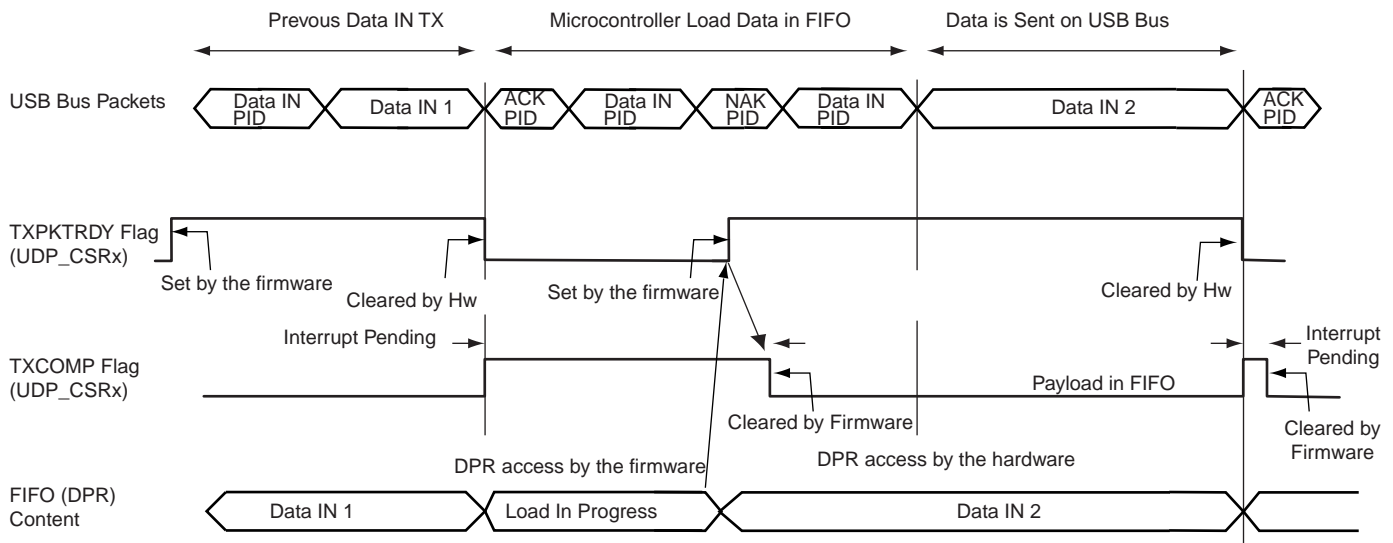 Prevous Data IN TX
Microcontroller Load Data in FIFO
Data is Sent on USB Bus
USB Bus Packets
Data IN
PID
Data IN 1
ACK
PID
Data IN
PID
NAK
PID
Data IN
PID
Data IN 2
ACK
PID
TXPKTRDY Flag
(UDP_CSRx)
Set by the firmware
Cleared by Hw
Set by the firmware
Cleared by Hw
Interrupt Pending
Interrupt
Pending
TXCOMP Flag
(UDP_CSRx)
Payload in FIFO
Cleared by Firmware
Cleared by
Firmware
DPR access by the firmware
DPR access by the hardware
FIFO (DPR)
Content
Data IN 1
Load In Progress
Data IN 2